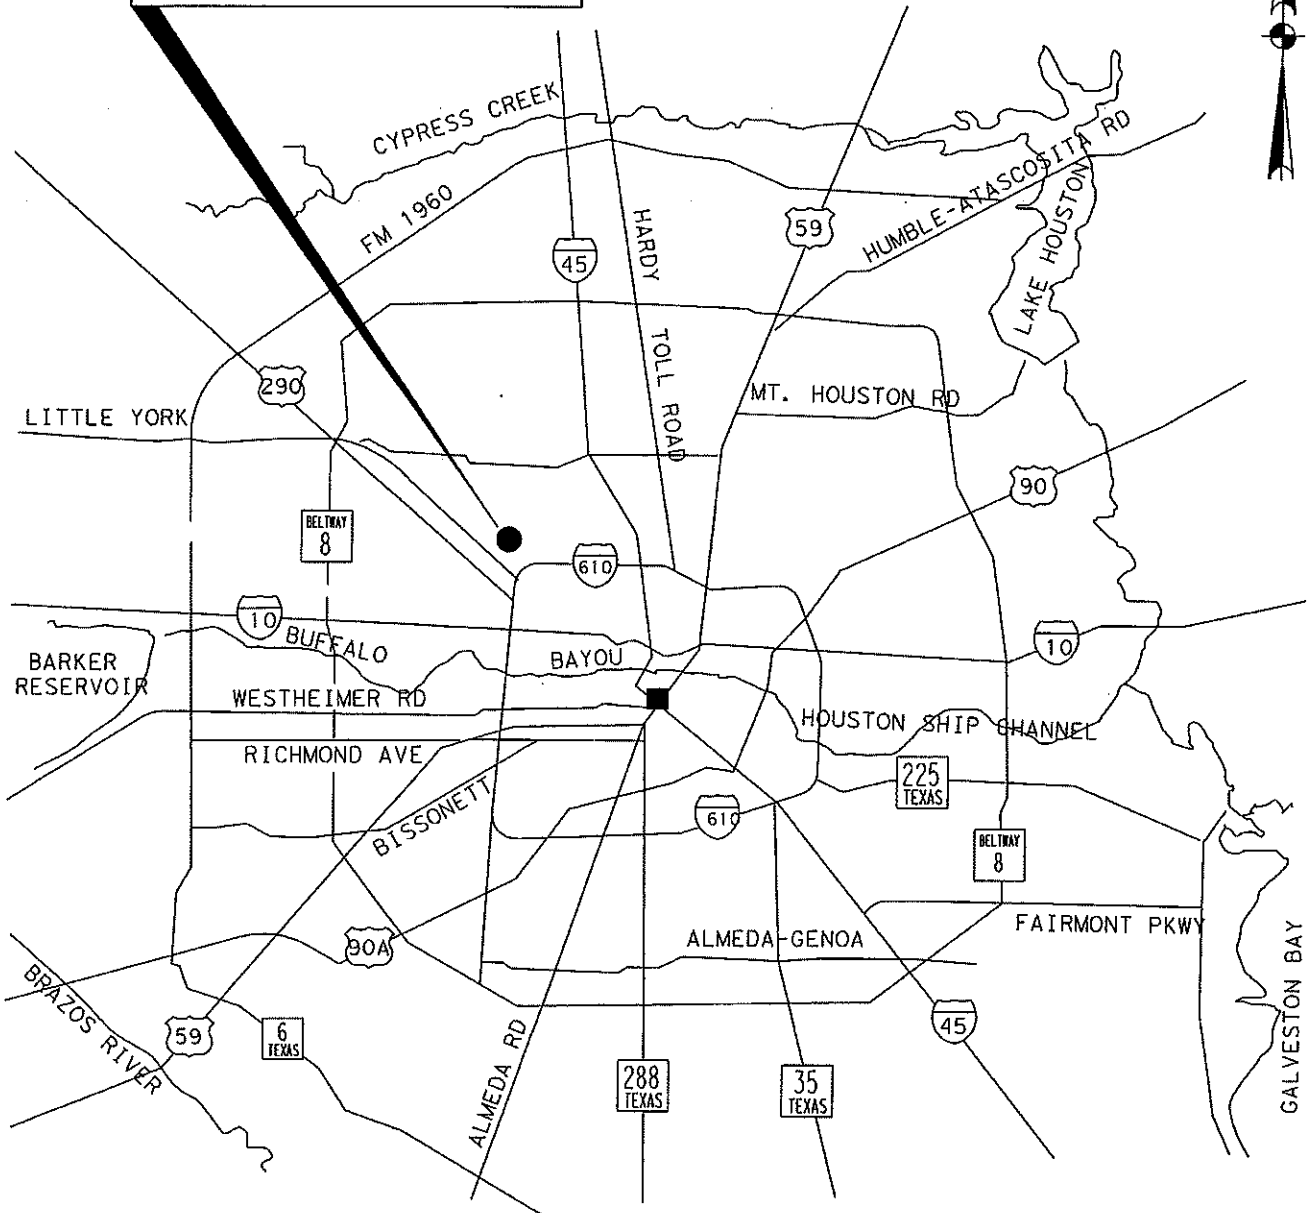 CYPRESS CREEK
FM 1960
HARDY TOLL ROAD
45
59
HUMBLE-ATASCOSITA RD
LAKE HOUSTON
290
LITTLE YORK
MT. HOUSTON RD
90
BELTWAY
8
610
10
BUFFALO BAYOU
10
BARKER
RESERVOIR
WESTHEIMER RD
RICHMOND AVE
HOUSTON SHIP CHANNEL
225
TEXAS
BISSONETT
610
BELTWAY
8
90A
ALMEDA-GENOA
FAIRMONT PKWY
GALVESTON BAY
BRAZOS RIVER
59
6
TEXAS
ALMEDA RD
288
TEXAS
35
TEXAS
45